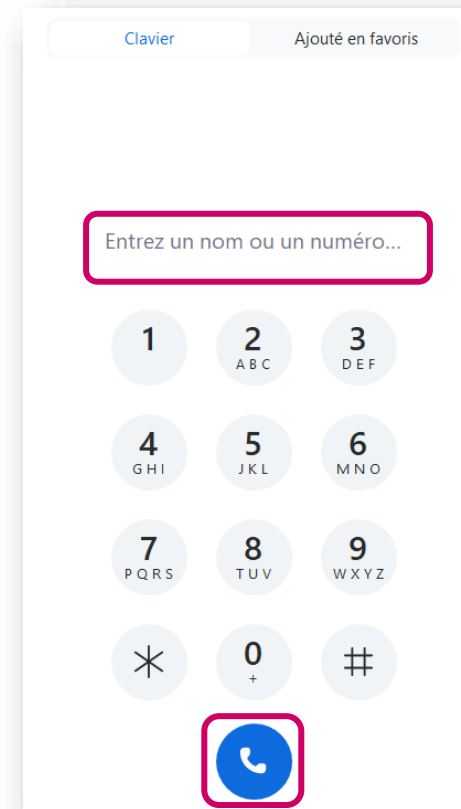 Clavier Ajouté en favoris
Entrez un nom ou un numéro...
1 2 3
ABC DEF
4 5 6
GHI JKL MNO
7 8 9
PQRS TUV WXYZ
* 0 #
+